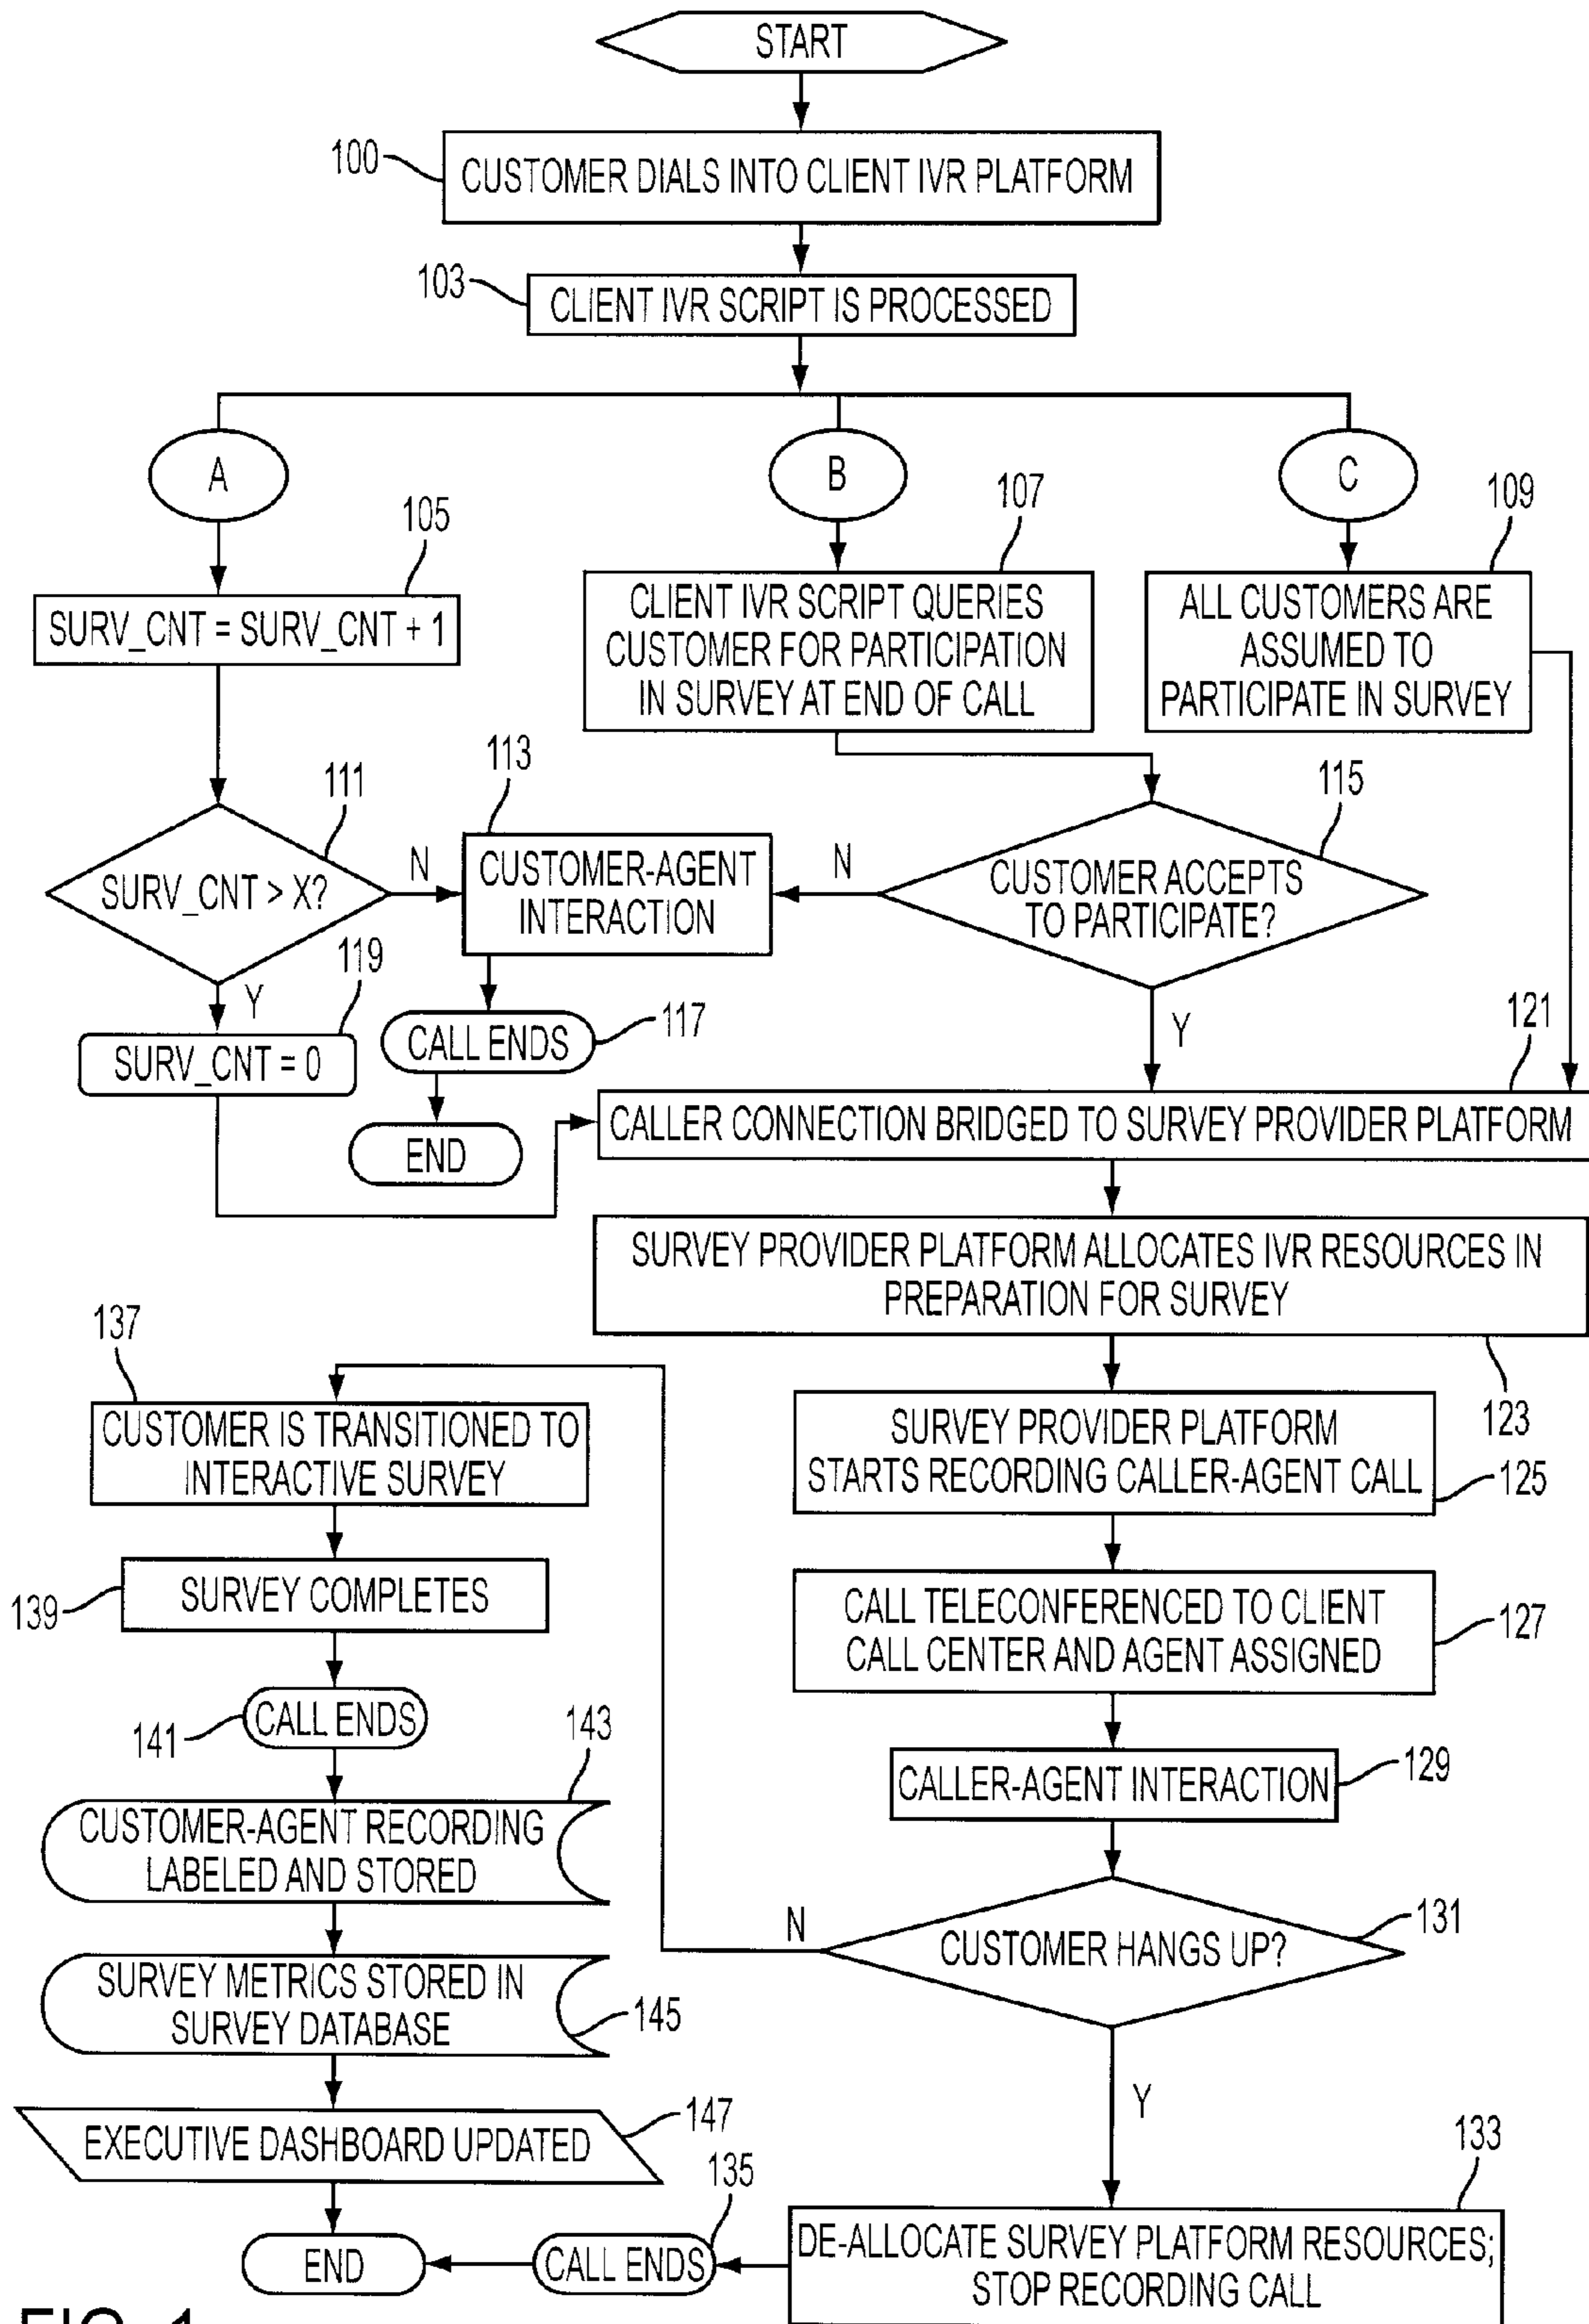 START
100
CUSTOMER DIALS INTO CLIENT IVR PLATFORM
103
CLIENT IVR SCRIPT IS PROCESSED
A
B
C
105
107
109
SURV_CNT = SURV_CNT + 1
CLIENT IVR SCRIPT QUERIES
CUSTOMER FOR PARTICIPATION
IN SURVEY AT END OF CALL
ALL CUSTOMERS ARE
ASSUMED TO
PARTICIPATE IN SURVEY
111
113
115
SURV_CNT > X?
N
CUSTOMER-AGENT
INTERACTION
N
CUSTOMER ACCEPTS
TO PARTICIPATE?
Y
119
SURV_CNT = 0
CALL ENDS
117
END
Y
121
CALLER CONNECTION BRIDGED TO SURVEY PROVIDER PLATFORM
SURVEY PROVIDER PLATFORM ALLOCATES IVR RESOURCES IN
PREPARATION FOR SURVEY
123
137
CUSTOMER IS TRANSITIONED TO
INTERACTIVE SURVEY
SURVEY PROVIDER PLATFORM
STARTS RECORDING CALLER-AGENT CALL
125
139
SURVEY COMPLETES
CALL TELECONFERENCED TO CLIENT
CALL CENTER AND AGENT ASSIGNED
127
141
CALL ENDS
143
CALLER-AGENT INTERACTION
129
CUSTOMER-AGENT RECORDING
LABELED AND STORED
N
CUSTOMER HANGS UP?
131
SURVEY METRICS STORED IN
SURVEY DATABASE
145
Y
EXECUTIVE DASHBOARD UPDATED
147
133
135
DE-ALLOCATE SURVEY PLATFORM RESOURCES;
STOP RECORDING CALL
CALL ENDS
END
FIG. 1